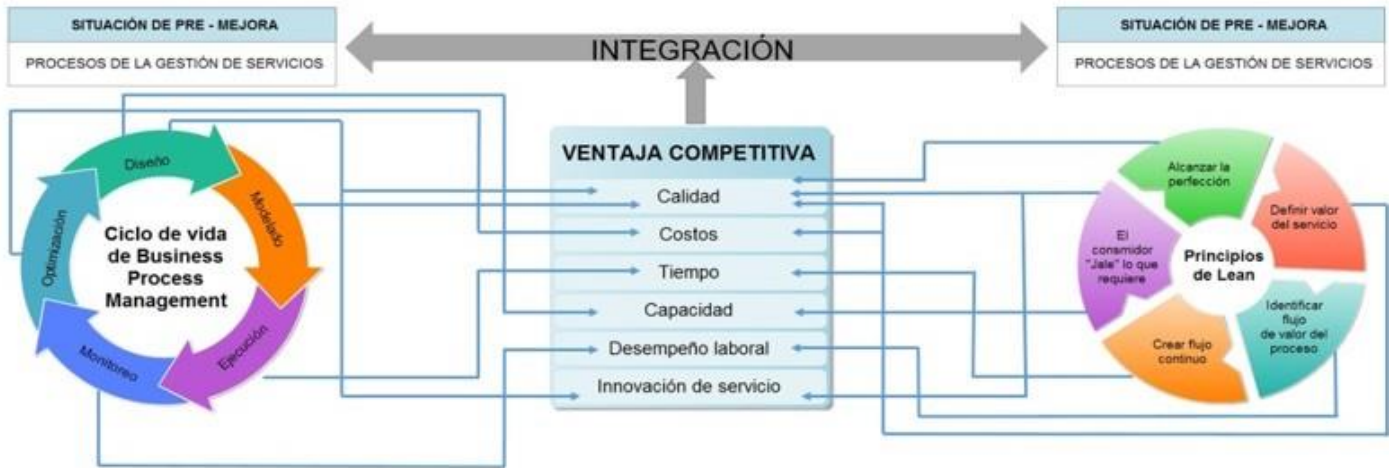 SITUACIÓN DE PRE - MEJORA
PROCESOS DE LA GESTIÓN DE SERVICIOS
INTEGRACIÓN
SITUACIÓN DE PRE - MEJORA
PROCESOS DE LA GESTIÓN DE SERVICIOS
Diseño
Modelado
Ejecución
Monitoreo
Optimización
Ciclo de vida
de Business
Process
Management
VENTAJA COMPETITIVA
Calidad
Costos
Tiempo
Capacidad
Desempeño laboral
Innovación de servicio
Alcanzar la
perfección
Definir valor
del servicio
Identificar
flujo
de valor del
proceso
Crear flujo
continuo
El
consmidor
"Jale" lo que
requiere
Principios
de Lean